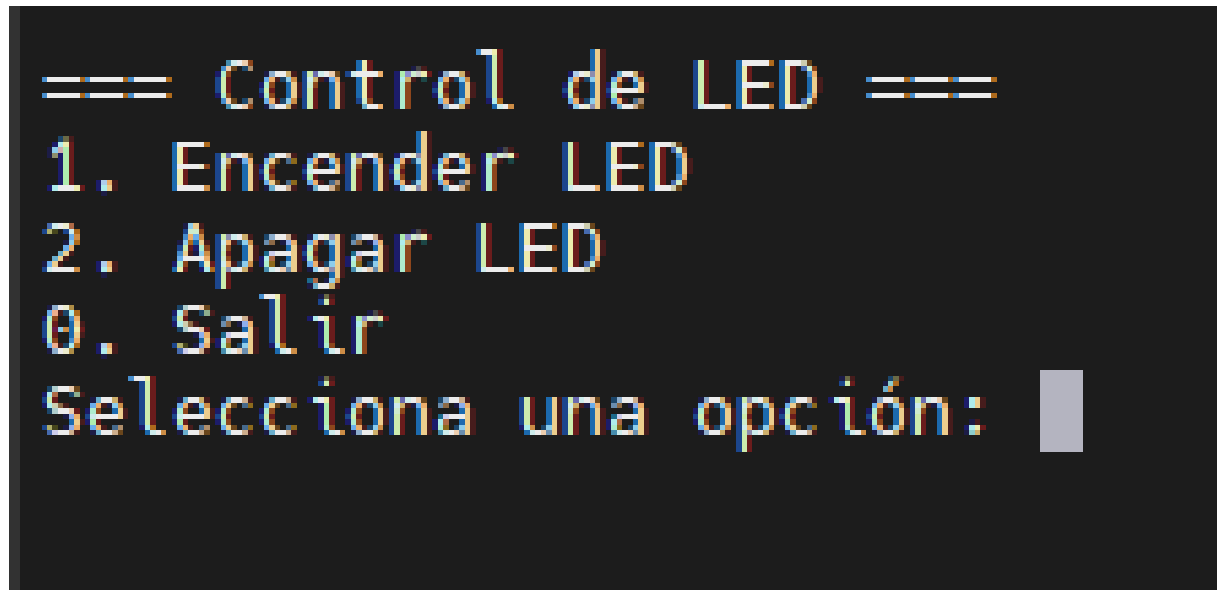 === Control de LED ===
1. Encender LED
2. Apagar LED
0. Salir
Selecciona una opción: